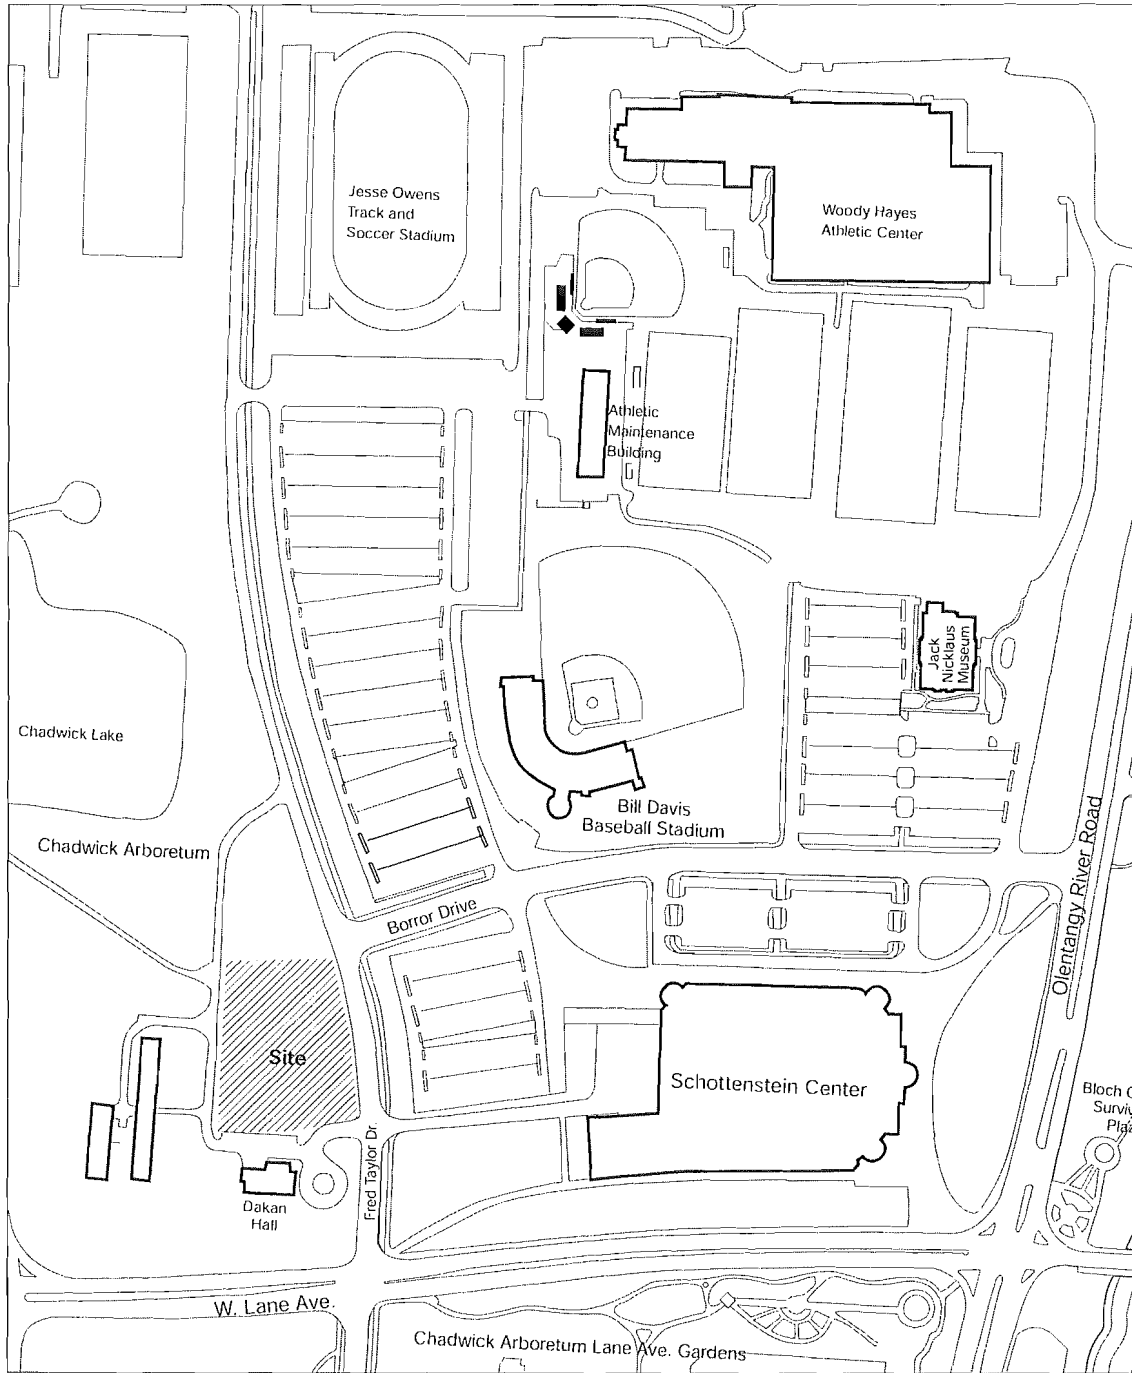 Jesse Owens
Track and
Soccer Stadium
Woody Hayes
Athletic Center
Athletic
Maintenance
Building
Jack
Nicklaus
Museum
Chadwick Lake
Bill Davis
Baseball Stadium
Chadwick Arboretum
Olentangy River Road
Borror Drive
Site
Schottenstein Center
Bloch
Fred Taylor Dr.
Dakan
Hall
W. Lane Ave.
Chadwick Arboretum Lane Ave. Gardens